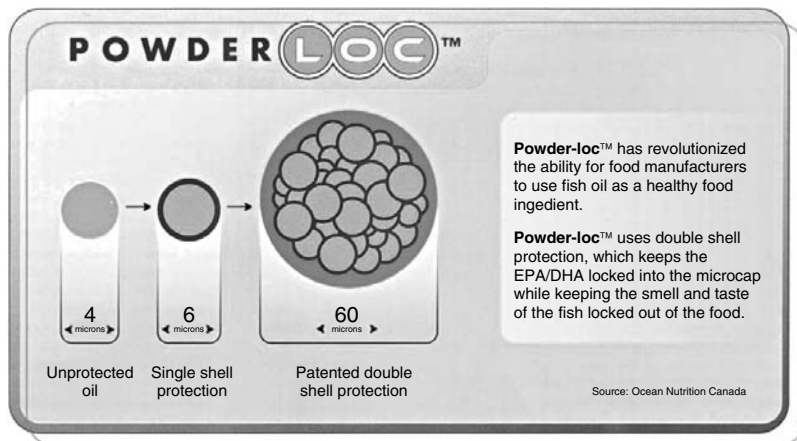 POWDER LOC™
Powder-loc™ has revolutionized
the ability for food manufacturers
to use fish oil as a healthy food
ingedient.
Powder-loc™ uses double shell
protection, which keeps the
EPA/DHA locked into the microcap
while keeping the smell and taste
of the fish locked out of the food.
4
microns
6
microns
60
microns
Unprotected
oil
Single shell
protection
Patented double
shell protection
Source: Ocean Nutrition Canada